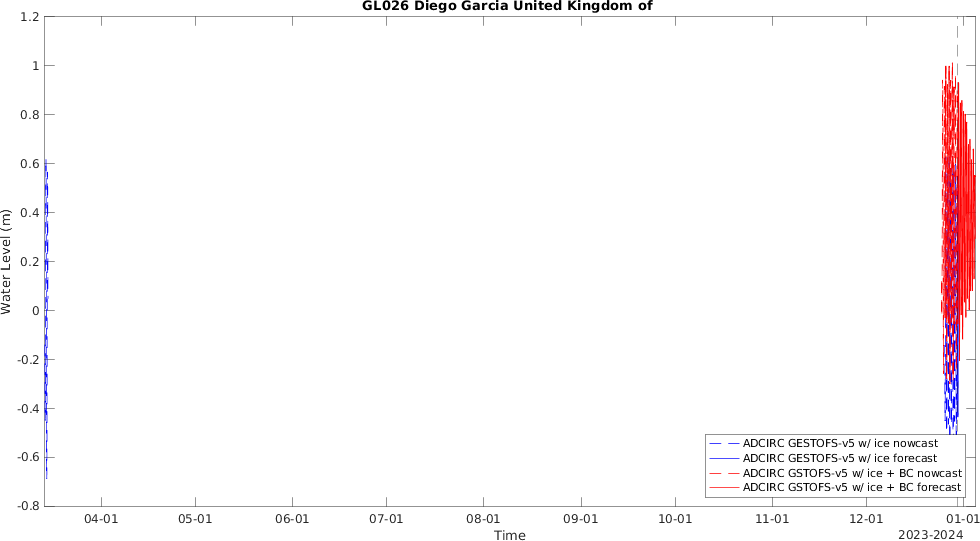 GL026 Diego Garcia United Kingdom of
1.2
1
0.8
0.6
0.4
0.2
0
-0.2
-0.4
-0.6
-0.8
Water Level (m)
ADCIRC GESTOFS-v5 w/ ice nowcast
ADCIRC GESTOFS-v5 w/ ice forecast
ADCIRC GSTOFS-v5 w/ ice + BC nowcast
ADCIRC GSTOFS-v5 w/ ice + BC forecast
04-01 05-01 06-01 07-01 08-01 09-01 10-01 11-01 12-01 01-01
Time
2023-2024